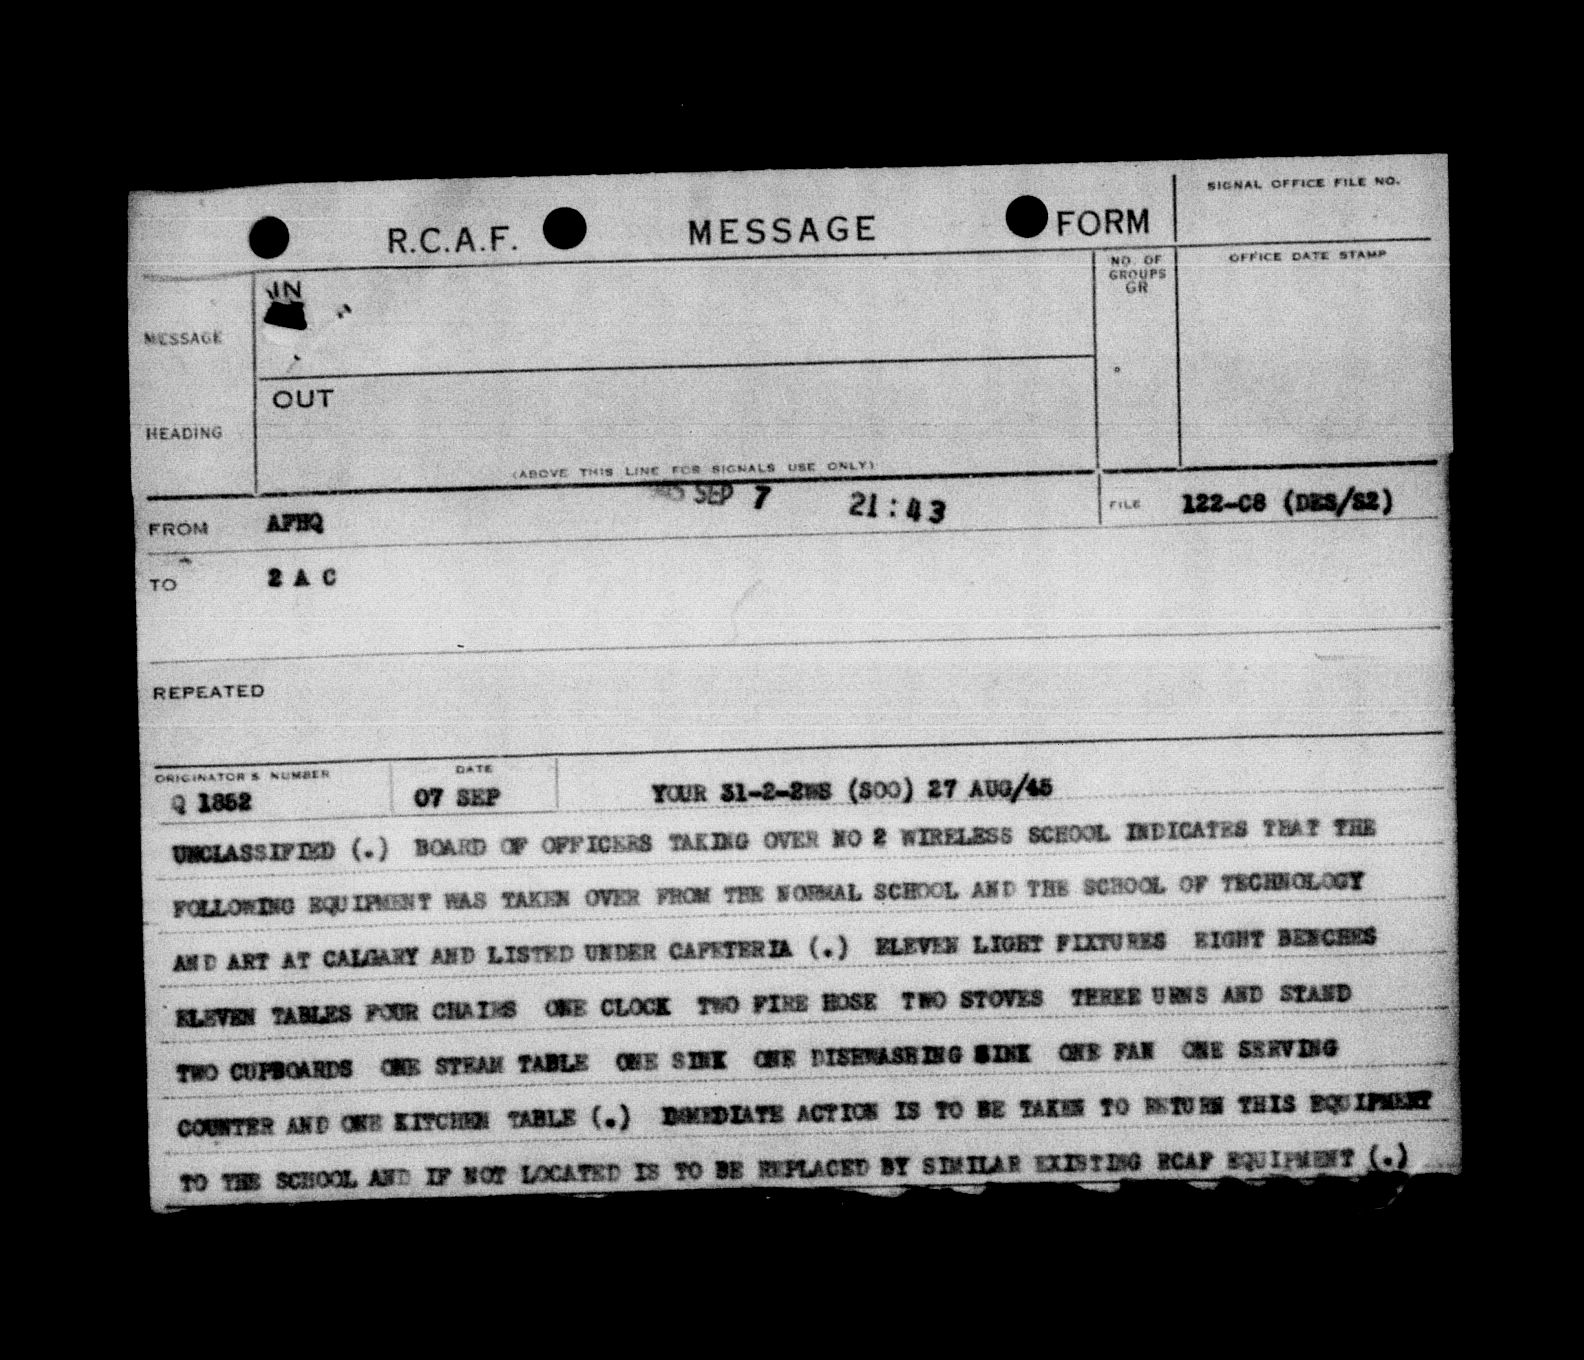 SIGNAL OFFICE FILE NO.
R.C.A.F. MESSAGE FORM
IN
NO. OF
GROUPS
GR
OFFICE DATE STAMP
MESSAGE
OUT
HEADING
(ABOVE THIS LINE FOR SIGNALS USE ONLY)
SEP 7 21:43
FROM AFHQ FILE 122-C8 (DES/S2)
TO 2 A C
REPEATED
ORIGINATOR'S NUMBER DATE
Q 1852 07 SEP YOUR 31-2-2WS (SOO) 27 AUG/45
UNCLASSIFIED (.) BOARD OF OFFICERS TAKING OVER NO 2 WIRELESS SCHOOL INDICATES THAT THE
FOLLOWING EQUIPMENT WAS TAKEN OVER FROM THE NORMAL SCHOOL AND THE SCHOOL OF TECHNOLOGY
AND ART AT CALGARY AND LISTED UNDER CAFETERIA (.) ELEVEN LIGHT FIXTURES EIGHT BENCHES
ELEVEN TABLES FOUR CHAIRS ONE CLOCK TWO FIRE HOSE TWO STOVES THREE URNS AND STAND
TWO CUPBOARDS ONE STEAM TABLE ONE SINK ONE DISHWASHING SINK ONE FAN ONE SERVING
COUNTER AND ONE KITCHEN TABLE (.) IMMEDIATE ACTION IS TO BE TAKEN TO RETURN THIS EQUIPMENT
TO THE SCHOOL AND IF NOT LOCATED IS TO BE REPLACED BY SIMILAR EXISTING RCAF EQUIPMENT (.)